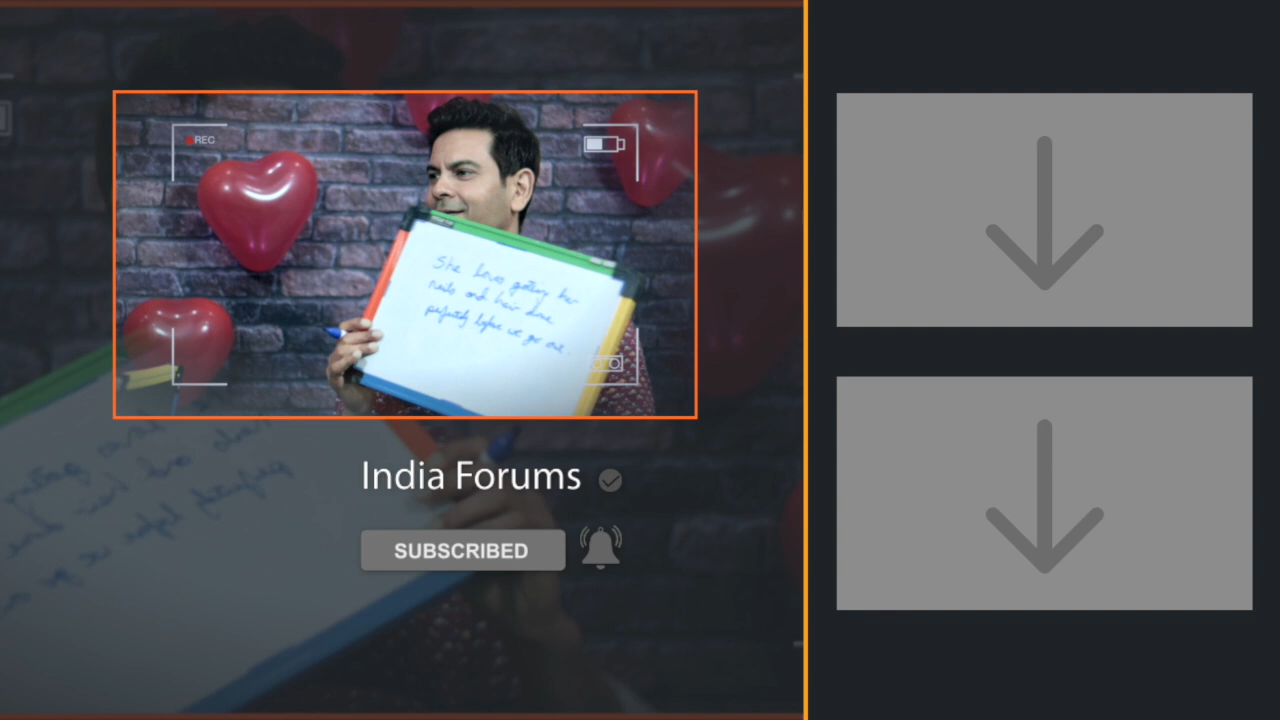 REC
She loves getting her
nails and hair done
perfectly before we go out.
India Forums
SUBSCRIBED